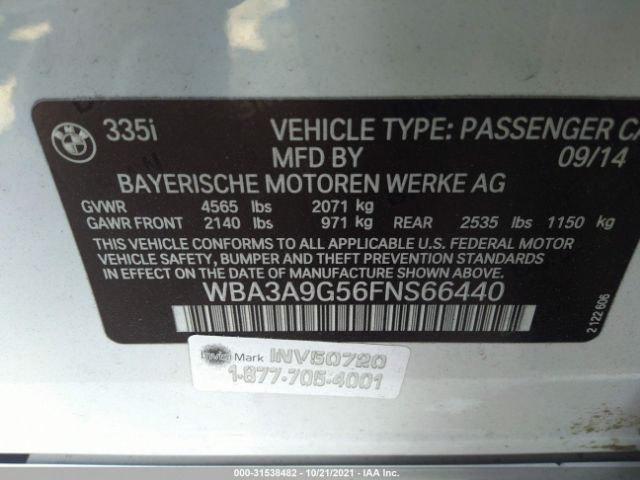 335i VEHICLE TYPE: PASSENGER CA
MFD BY 09/14
BAYERISCHE MOTOREN WERKE AG
GVWR 4565 lbs 2071 kg
GAWR FRONT 2140 lbs 971 kg REAR 2535 lbs 1150 kg
THIS VEHICLE CONFORMS TO ALL APPLICABLE U.S. FEDERAL MOTOR
VEHICLE SAFETY, BUMPER AND THEFT PREVENTION STANDARDS
IN EFFECT ON THE DATE OF MANUFACTURE SHOWN ABOVE.
WBA3A9G56FNS66440
2 122 606
Mark INV50720
1-877-705-4001
000-31538482 - 10/21/2021 - IAA Inc.